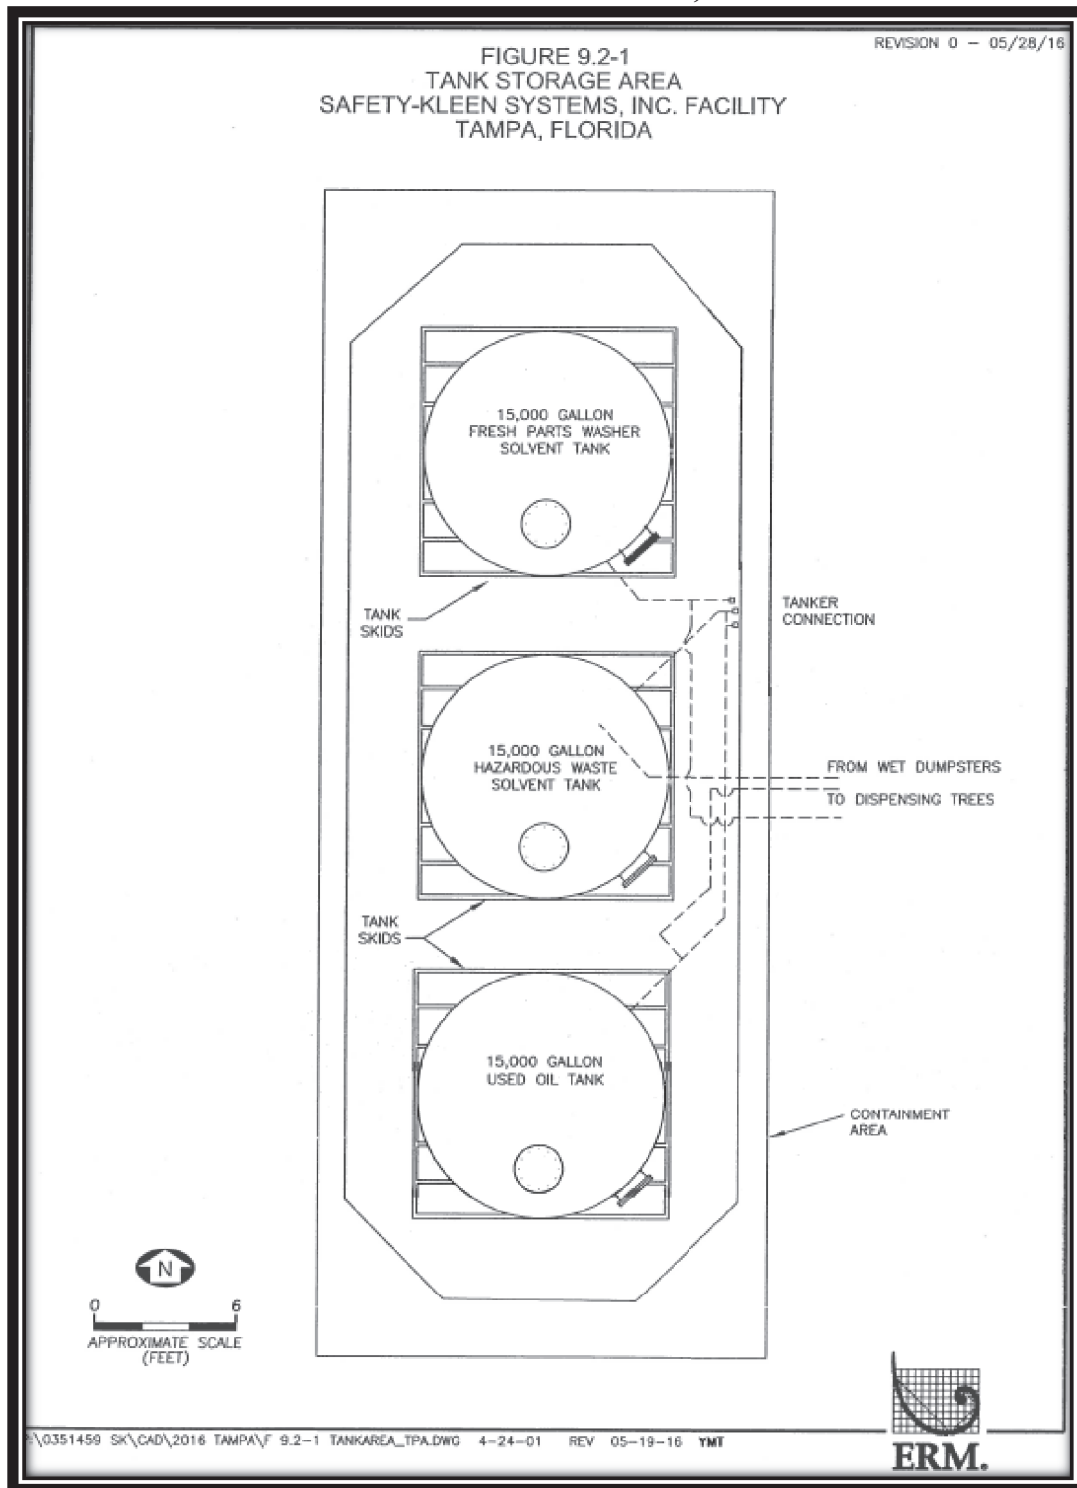 REVISION 0 – 05/28/16
FIGURE 9.2-1
TANK STORAGE AREA
SAFETY-KLEEN SYSTEMS, INC. FACILITY
TAMPA, FLORIDA
15,000 GALLON
FRESH PARTS WASHER
SOLVENT TANK
TANK
SKIDS
TANKER
CONNECTION
15,000 GALLON
HAZARDOUS WASTE
SOLVENT TANK
FROM WET DUMPSTERS
TO DISPENSING TREES
TANK
SKIDS
15,000 GALLON
USED OIL TANK
CONTAINMENT
AREA
N
0 6
APPROXIMATE SCALE
(FEET)
\0351459 SK\CAD\2016 TAMPA\F 9.2-1 TANKAREA_TPA.DWG 4-24-01 REV 05-19-16 YMT
ERM.